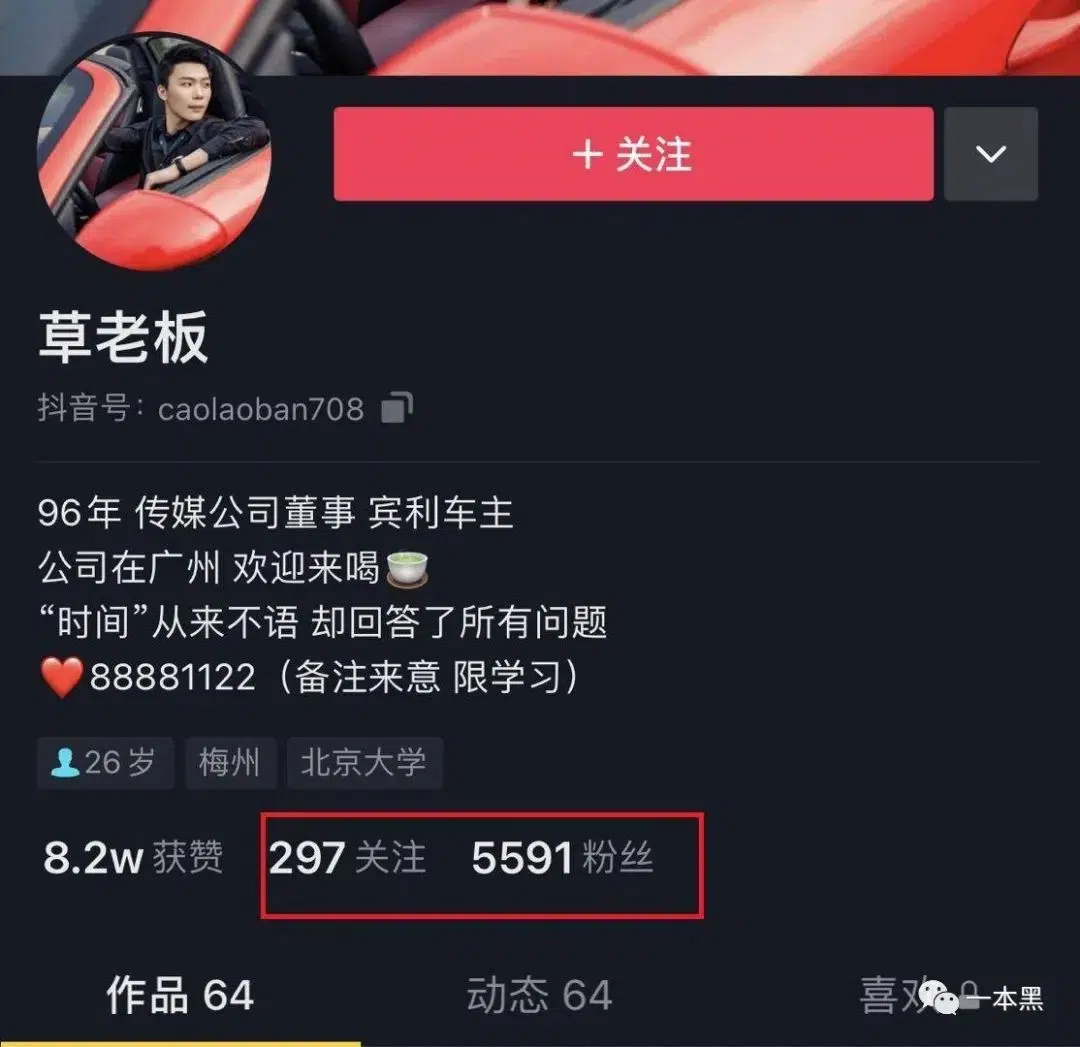 + 关注
草老板
抖音号：caolaoban708
96年 传媒公司董事 宾利车主
公司在广州 欢迎来喝🍵
“时间”从来不语 却回答了所有问题
❤️88881122（备注来意 限学习）
26岁 梅州 北京大学
8.2w 获赞 297 关注 5591 粉丝
作品 64 动态 64 喜欢
一本黑